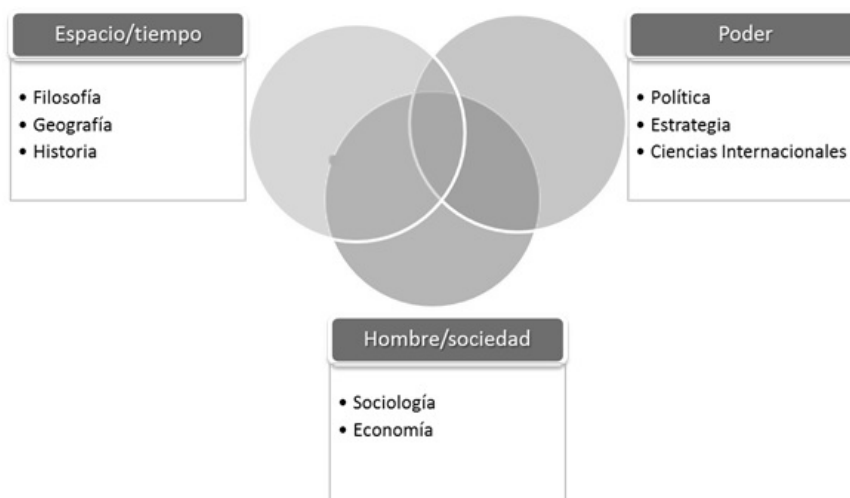 Espacio/tiempo
• Filosofía
• Geografía
• Historia
Poder
• Política
• Estrategia
• Ciencias Internacionales
Hombre/sociedad
• Sociología
• Economía